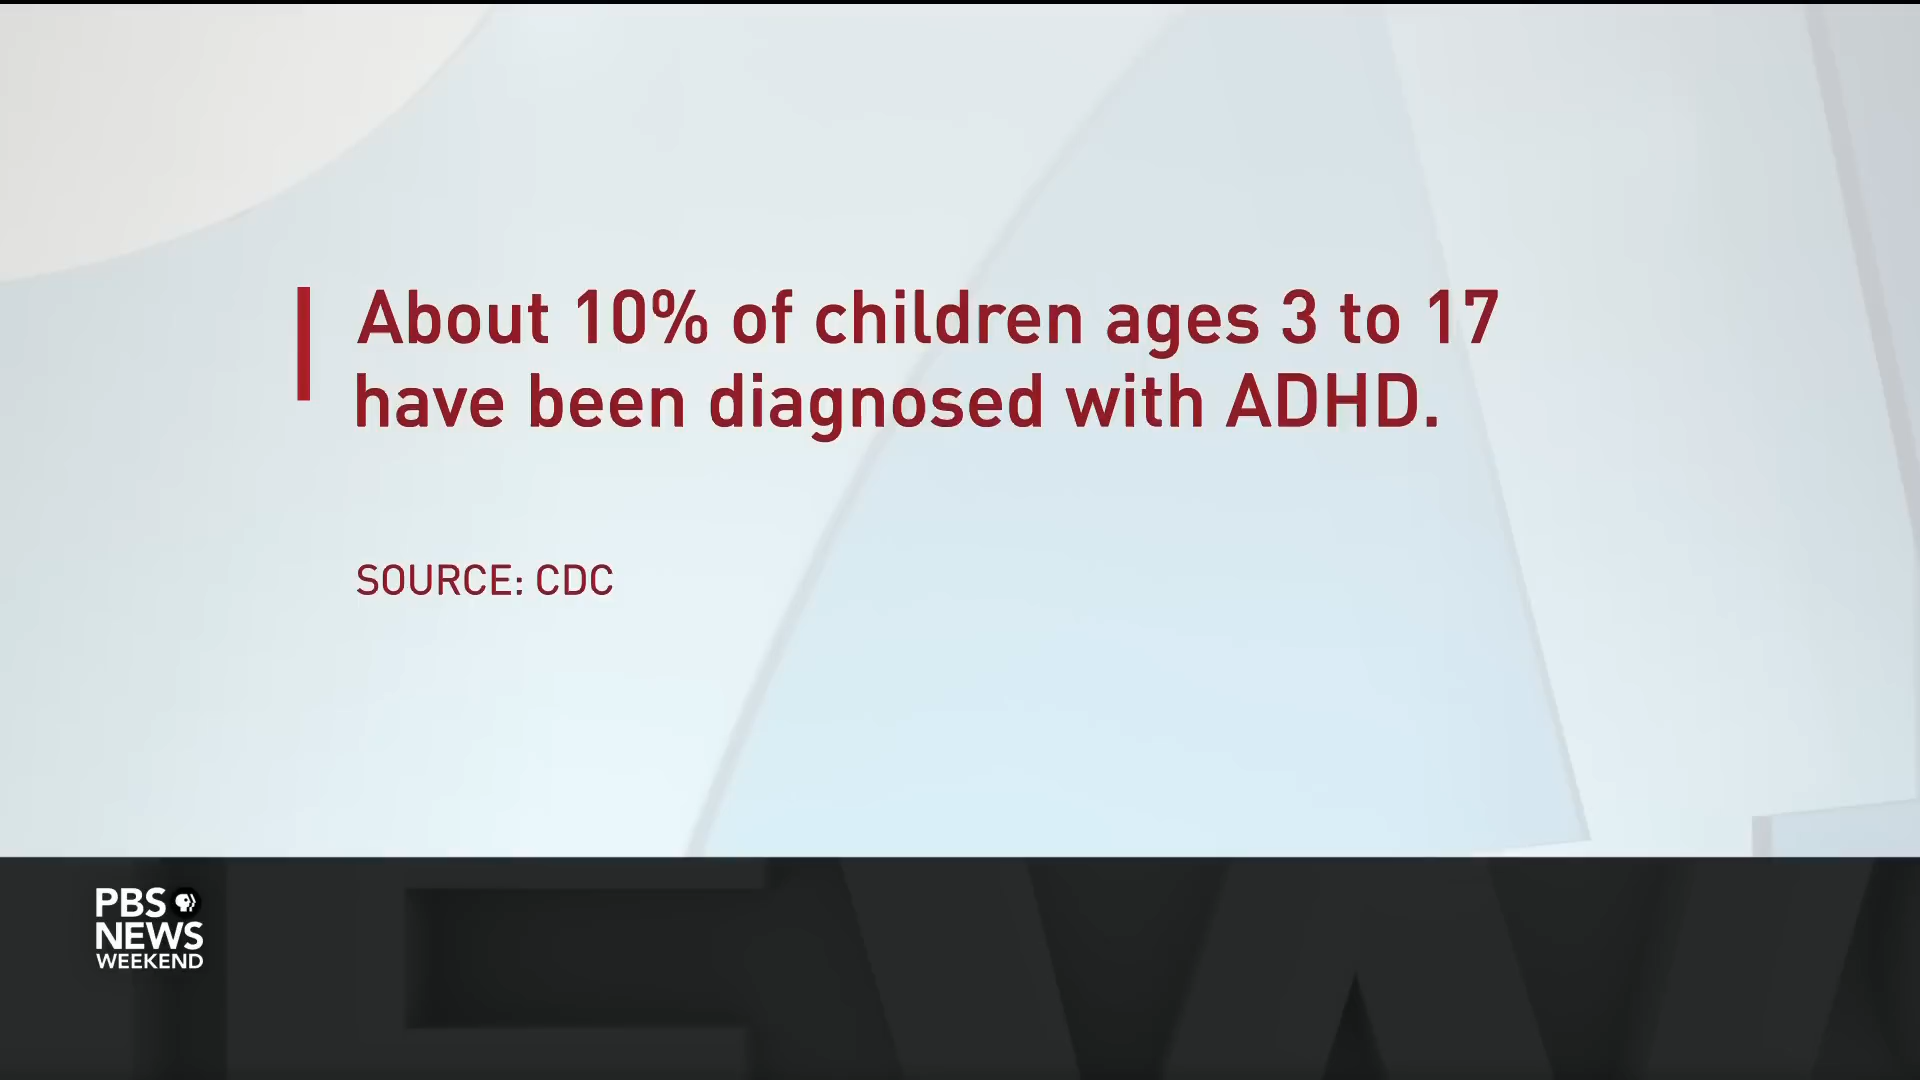 About 10% of children ages 3 to 17
have been diagnosed with ADHD.
SOURCE: CDC
PBS
NEWS
WEEKEND